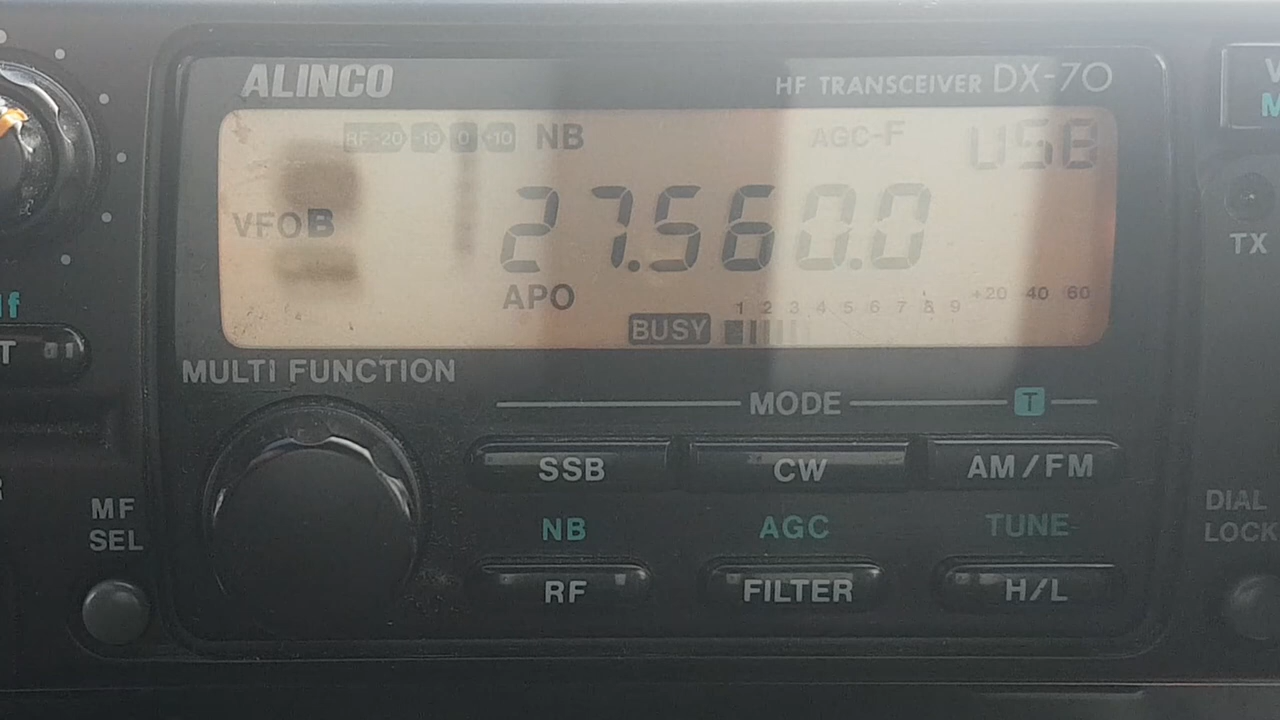 ALINCO
HF TRANSCEIVER DX-70
RF -20 -10 0 +10 NB AGC-F USB
VFOB 27.560.0
APO
1 2 3 4 5 6 7 8 9 +20 40 60
BUSY
MULTI FUNCTION
MODE T
SSB CW AM/FM
MF
SEL
NB AGC TUNE
RF FILTER H/L
TX
DIAL
LOCK